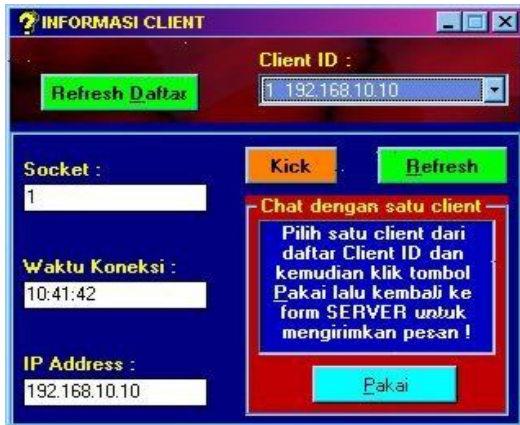 INFORMASI CLIENT
Client ID :
Refresh Daftar
1 192.168.10.10
Socket :
1
Kick
Refresh
Chat dengan satu client
Pilih satu client dari
daftar Client ID dan
kemudian klik tombol
Pakai lalu kembali ke
form SERVER untuk
mengirimkan pesan !
Waktu Koneksi :
10:41:42
IP Address :
192.168.10.10
Pakai